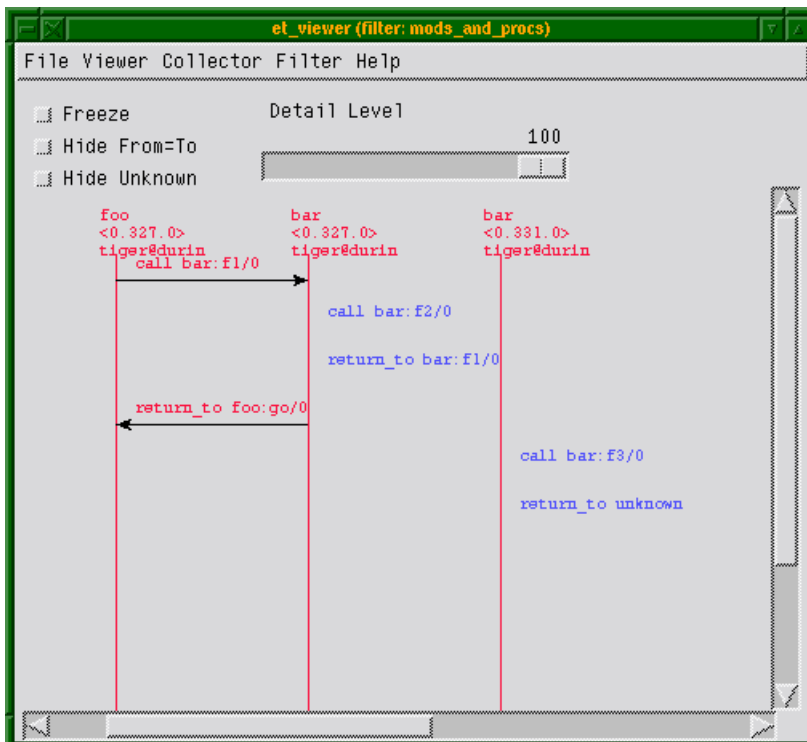 et_viewer (filter: mods_and_procs)
File Viewer Collector Filter Help
Freeze
Detail Level
Hide From=To
100
Hide Unknown
foo bar bar
<0.327.0> <0.327.0> <0.331.0>
tiger@durin tiger@durin tiger@durin
call bar:f1/0
call bar:f2/0
return_to bar:f1/0
return_to foo:go/0
call bar:f3/0
return_to unknown